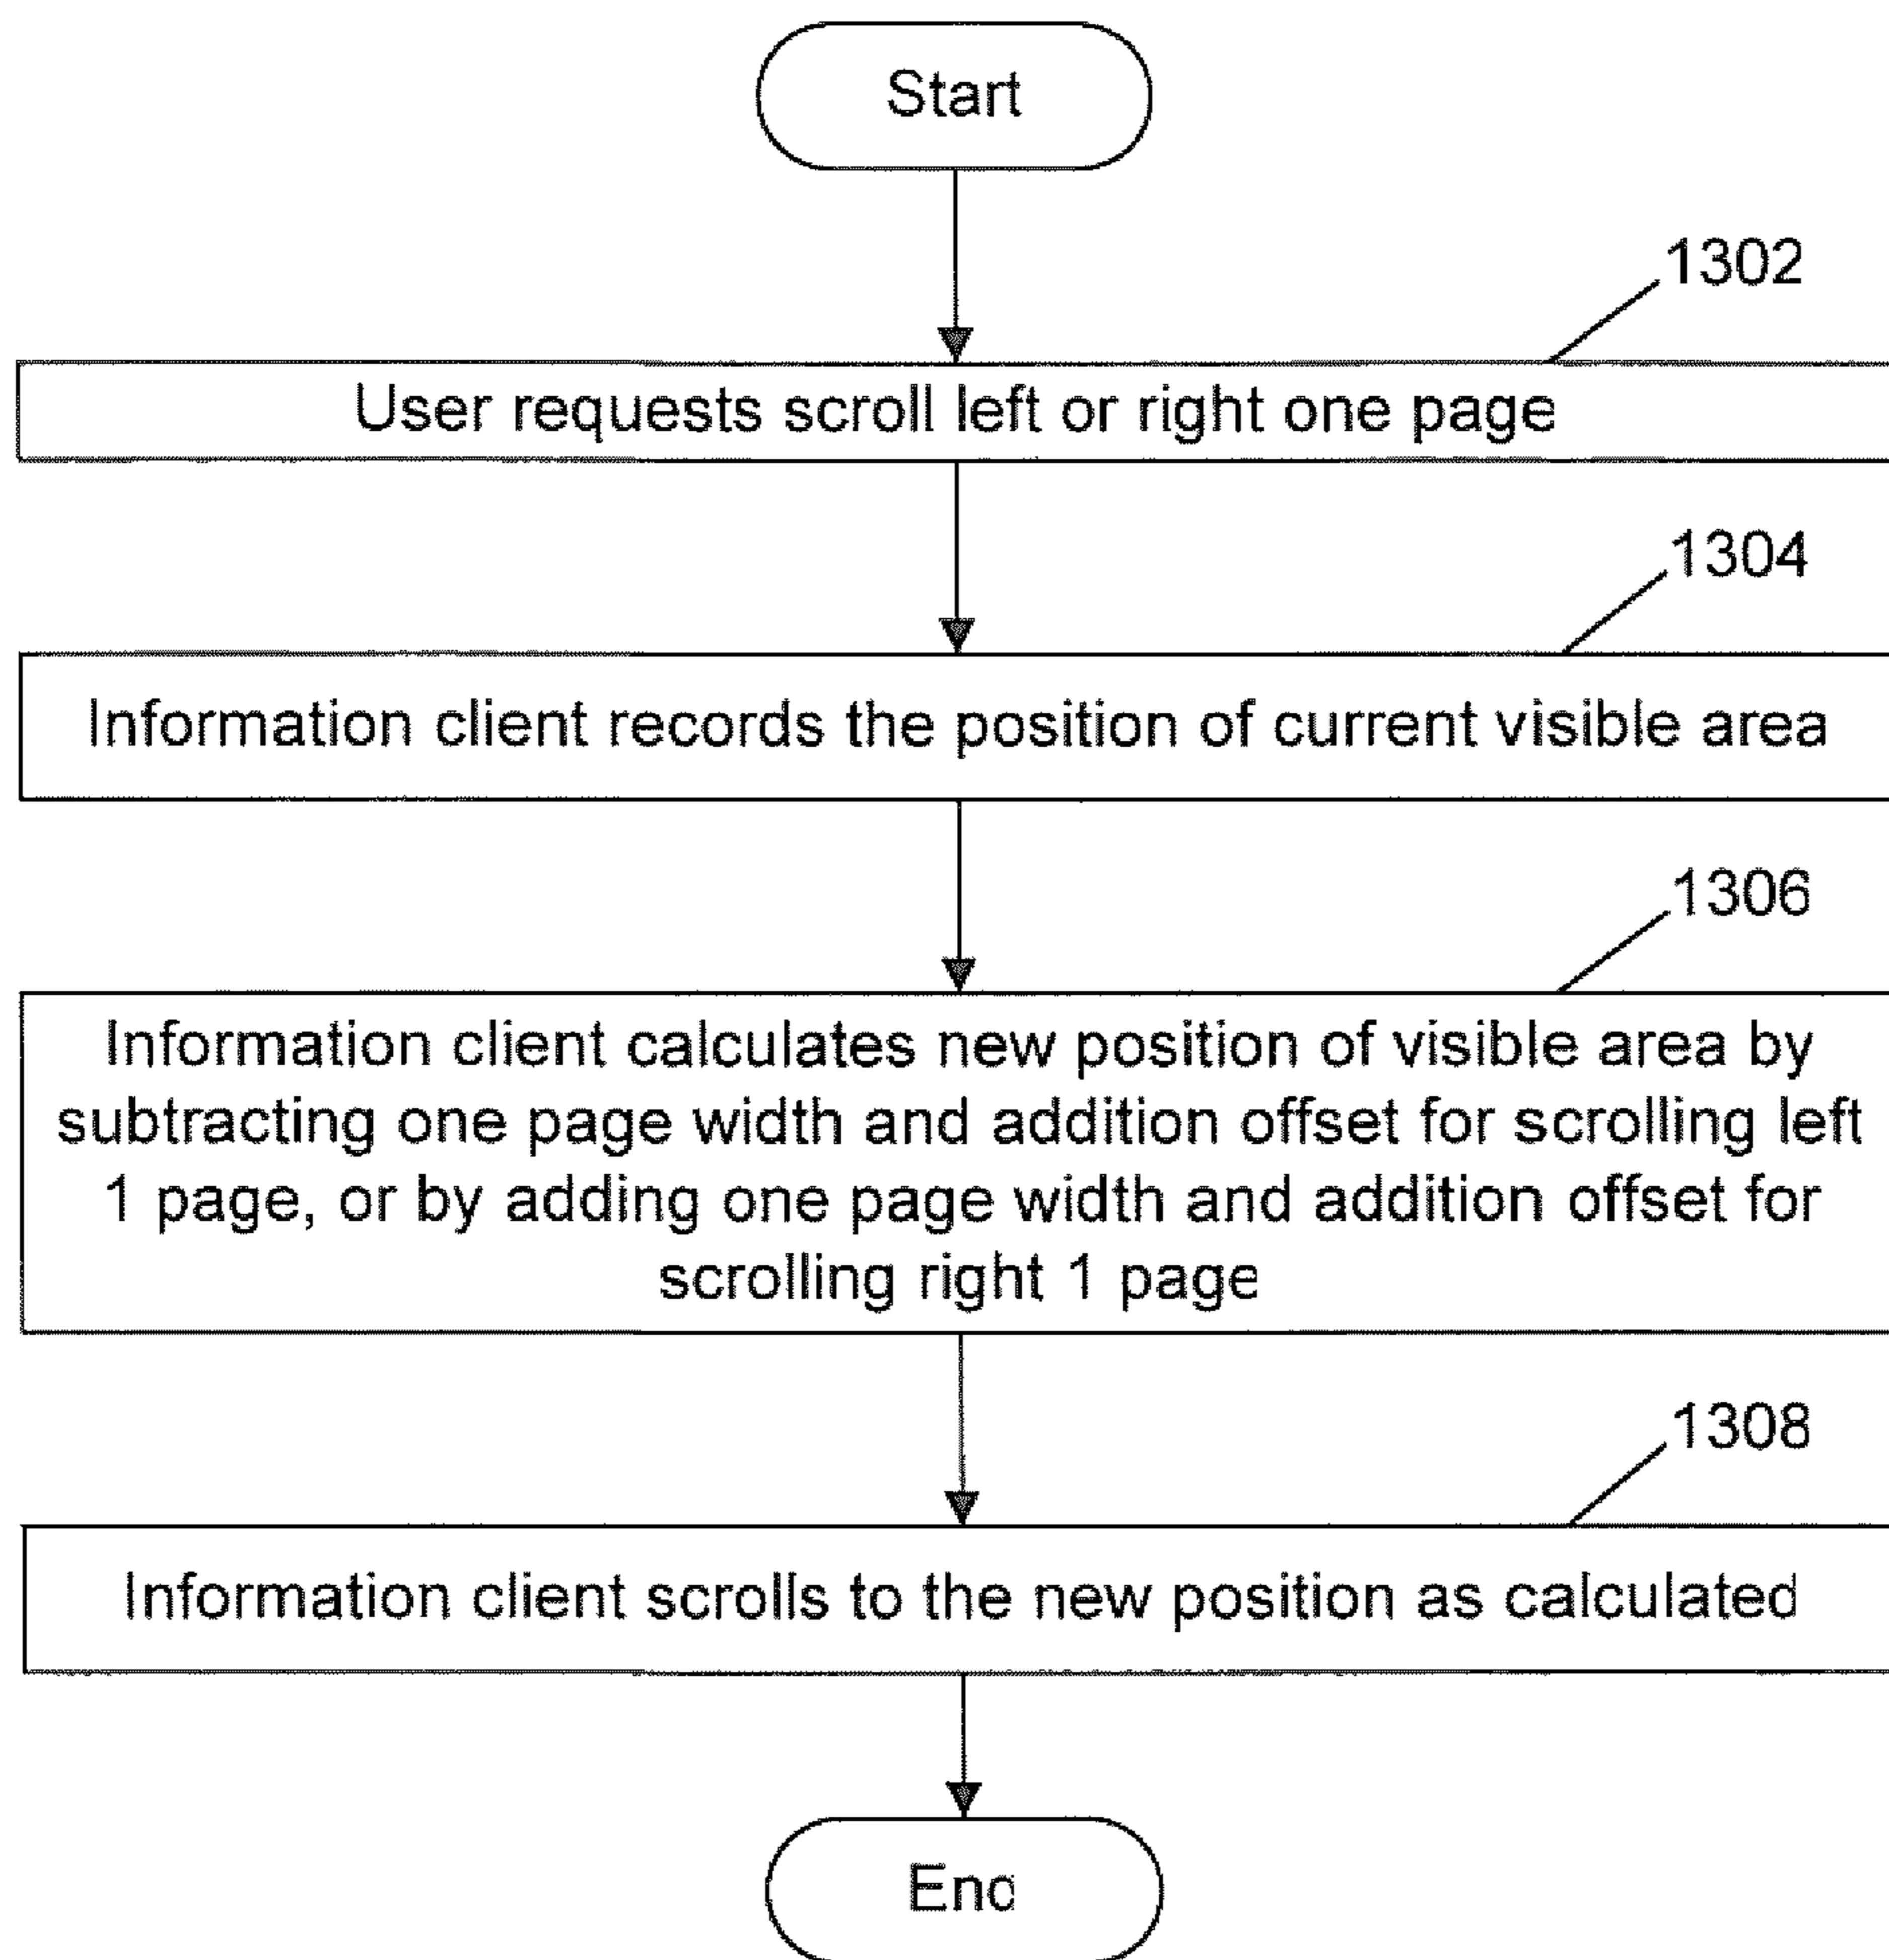 Start
1302
User requests scroll left or right one page
1304
Information client records the position of current visible area
1306
Information client calculates new position of visible area by
subtracting one page width and addition offset for scrolling left
1 page, or by adding one page width and addition offset for
scrolling right 1 page
1308
Information client scrolls to the new position as calculated
End